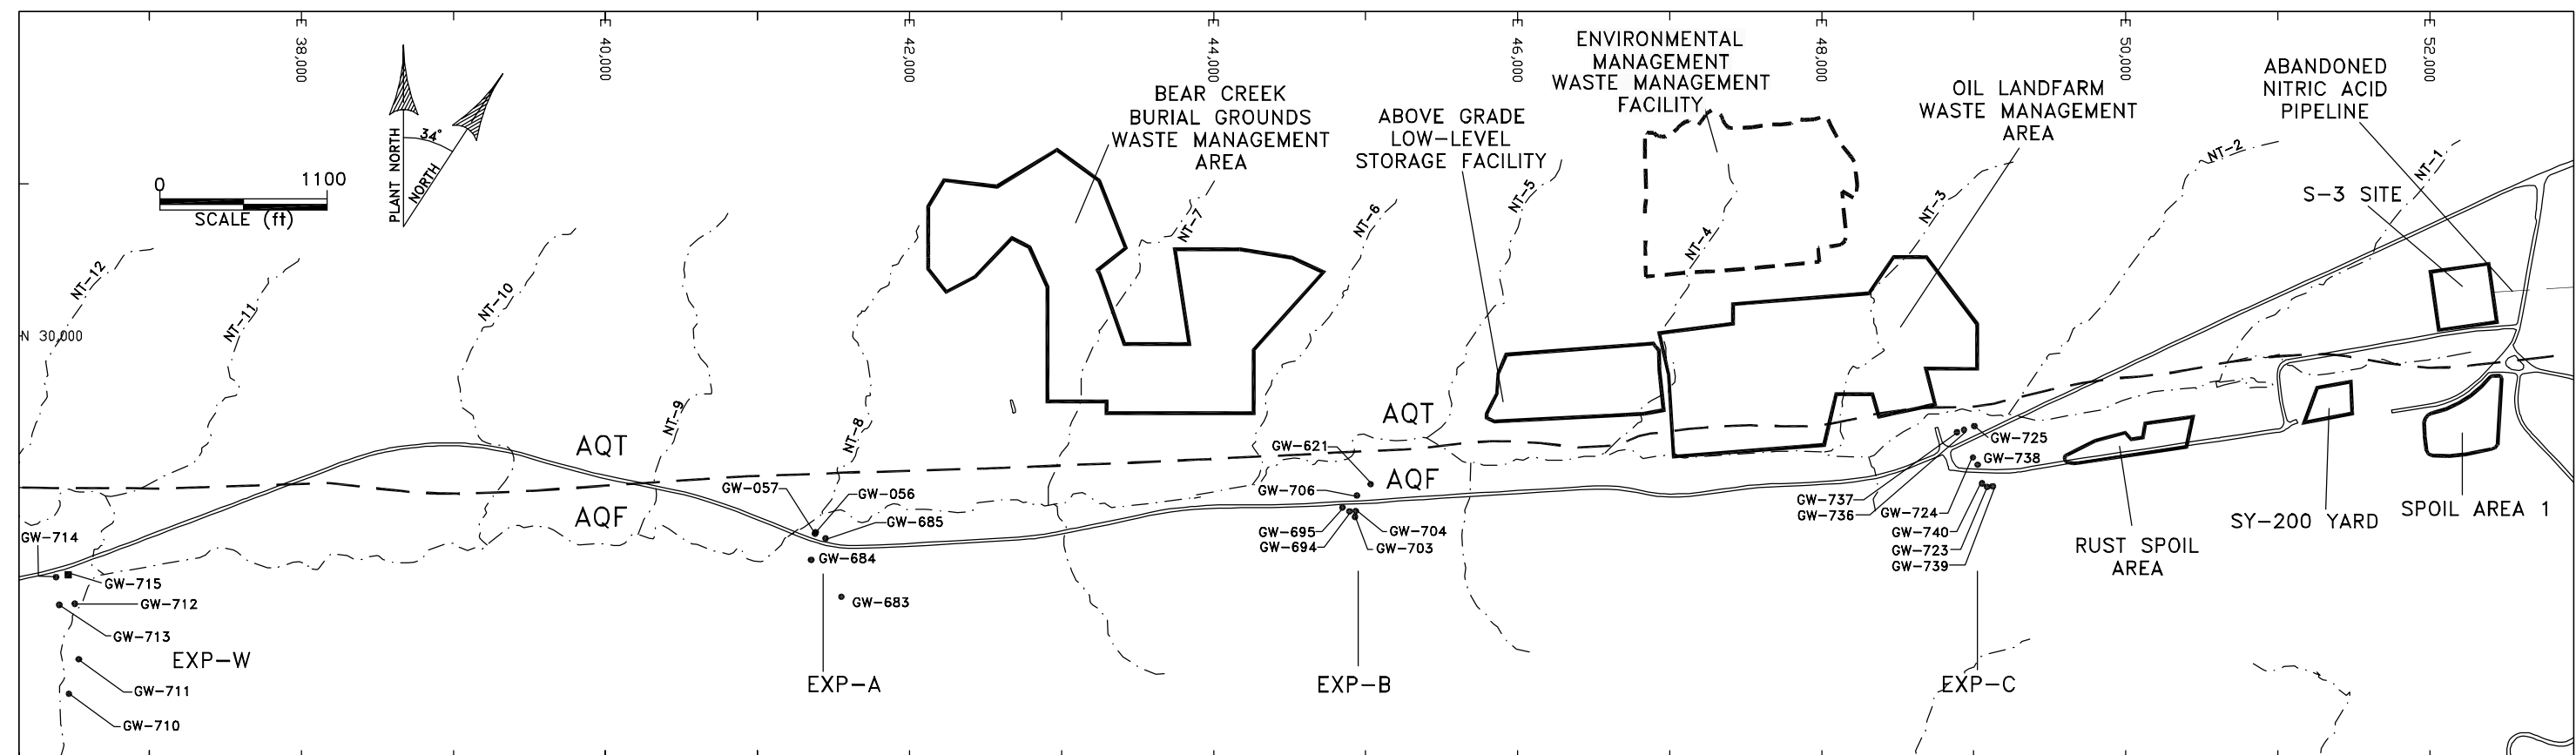 E 38,000
E 40,000
E 42,000
E 44,000
E 46,000
E 48,000
E 50,000
E 52,000
PLANT NORTH
34°
NORTH
0 1100
SCALE (ft)
N 30,000
BEAR CREEK
BURIAL GROUNDS
WASTE MANAGEMENT
AREA
ABOVE GRADE
LOW-LEVEL
STORAGE FACILITY
ENVIRONMENTAL
MANAGEMENT
WASTE MANAGEMENT
FACILITY
OIL LANDFARM
WASTE MANAGEMENT
AREA
ABANDONED
NITRIC ACID
PIPELINE
S-3 SITE
NT-12
NT-11
NT-10
NT-9
NT-8
NT-7
NT-6
NT-5
NT-4
NT-3
NT-2
NT-1
AQT
AQF
AQT
AQF
GW-714
GW-715
GW-712
GW-713
EXP-W
GW-711
GW-710
GW-057
GW-056
GW-685
GW-684
GW-683
EXP-A
GW-621
GW-706
GW-695
GW-694
GW-704
GW-703
EXP-B
GW-725
GW-738
GW-737
GW-736
GW-724
GW-740
GW-723
GW-739
EXP-C
RUST SPOIL
AREA
SY-200 YARD
SPOIL AREA 1